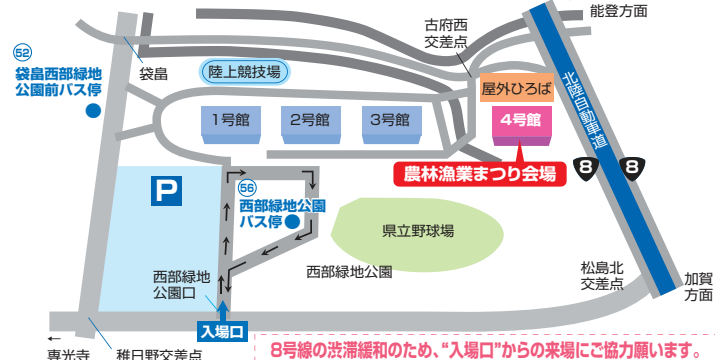 能登方面
古府西
交差点
52
袋畠西部緑地
公園前バス停
袋畠
陸上競技場
屋外ひろば
北陸自動車道
1号館
2号館
3号館
4号館
農林漁業まつり会場
8
8
P
56
西部緑地公園
バス停
県立野球場
西部緑地
公園口
西部緑地公園
松島北
交差点
加賀
方面
入場口
←
専光寺
稚日野交差点
8号線の渋滞緩和のため、“入場口”からの来場にご協力願います。